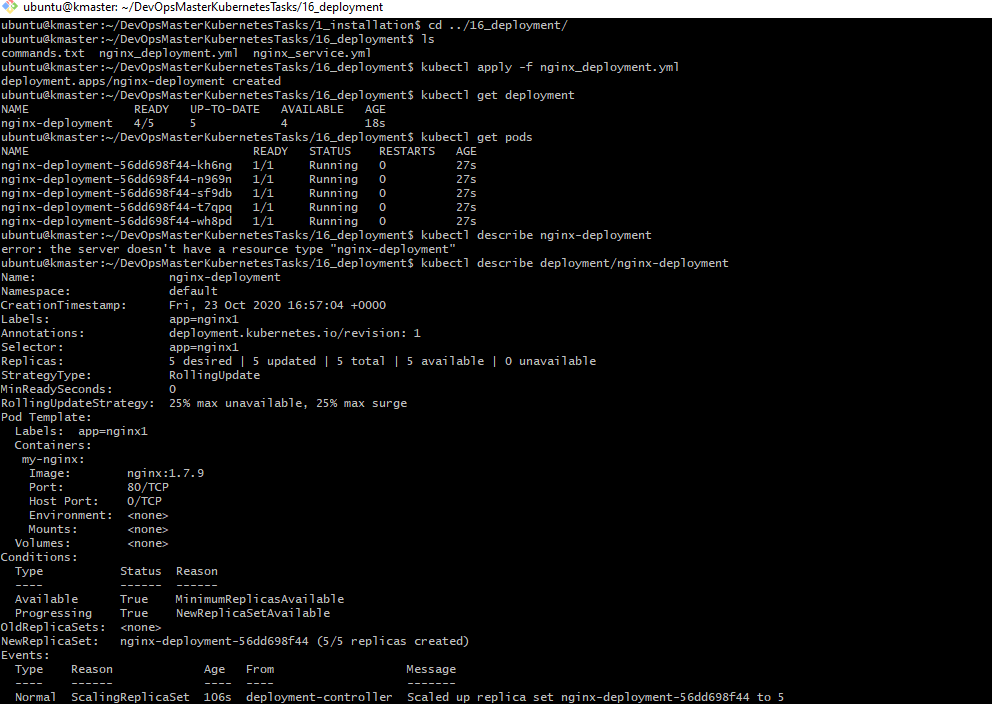 ubuntu@kmaster: ~/DevOpsMasterKubernetesTasks/16_deployment
ubuntu@kmaster:~/DevOpsMasterKubernetesTasks/1_installation$ cd ../16_deployment/
ubuntu@kmaster:~/DevOpsMasterKubernetesTasks/16_deployment$ ls
commands.txt  nginx_deployment.yml  nginx_service.yml
ubuntu@kmaster:~/DevOpsMasterKubernetesTasks/16_deployment$ kubectl apply -f nginx_deployment.yml
deployment.apps/nginx-deployment created
ubuntu@kmaster:~/DevOpsMasterKubernetesTasks/16_deployment$ kubectl get deployment
NAME               READY   UP-TO-DATE   AVAILABLE   AGE
nginx-deployment   4/5     5            4           18s
ubuntu@kmaster:~/DevOpsMasterKubernetesTasks/16_deployment$ kubectl get pods
NAME                                READY   STATUS    RESTARTS   AGE
nginx-deployment-56dd698f44-kh6ng   1/1     Running   0          27s
nginx-deployment-56dd698f44-n969n   1/1     Running   0          27s
nginx-deployment-56dd698f44-sf9db   1/1     Running   0          27s
nginx-deployment-56dd698f44-t7qpq   1/1     Running   0          27s
nginx-deployment-56dd698f44-wh8pd   1/1     Running   0          27s
ubuntu@kmaster:~/DevOpsMasterKubernetesTasks/16_deployment$ kubectl describe nginx-deployment
error: the server doesn't have a resource type "nginx-deployment"
ubuntu@kmaster:~/DevOpsMasterKubernetesTasks/16_deployment$ kubectl describe deployment/nginx-deployment
Name:                   nginx-deployment
Namespace:              default
CreationTimestamp:      Fri, 23 Oct 2020 16:57:04 +0000
Labels:                 app=nginx1
Annotations:            deployment.kubernetes.io/revision: 1
Selector:               app=nginx1
Replicas:               5 desired | 5 updated | 5 total | 5 available | 0 unavailable
StrategyType:           RollingUpdate
MinReadySeconds:        0
RollingUpdateStrategy:  25% max unavailable, 25% max surge
Pod Template:
  Labels:  app=nginx1
  Containers:
   my-nginx:
    Image:        nginx:1.7.9
    Port:         80/TCP
    Host Port:    0/TCP
    Environment:  <none>
    Mounts:       <none>
  Volumes:        <none>
Conditions:
  Type           Status  Reason
  ----           ------  ------
  Available      True    MinimumReplicasAvailable
  Progressing    True    NewReplicaSetAvailable
OldReplicaSets:  <none>
NewReplicaSet:   nginx-deployment-56dd698f44 (5/5 replicas created)
Events:
  Type    Reason             Age   From                   Message
  ----    ------             ----  ----                   -------
  Normal  ScalingReplicaSet  106s  deployment-controller  Scaled up replica set nginx-deployment-56dd698f44 to 5